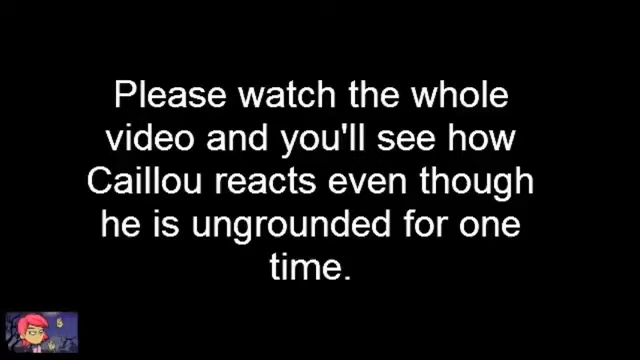 Please watch the whole
video and you'll see how
Caillou reacts even though
he is ungrounded for one
time.